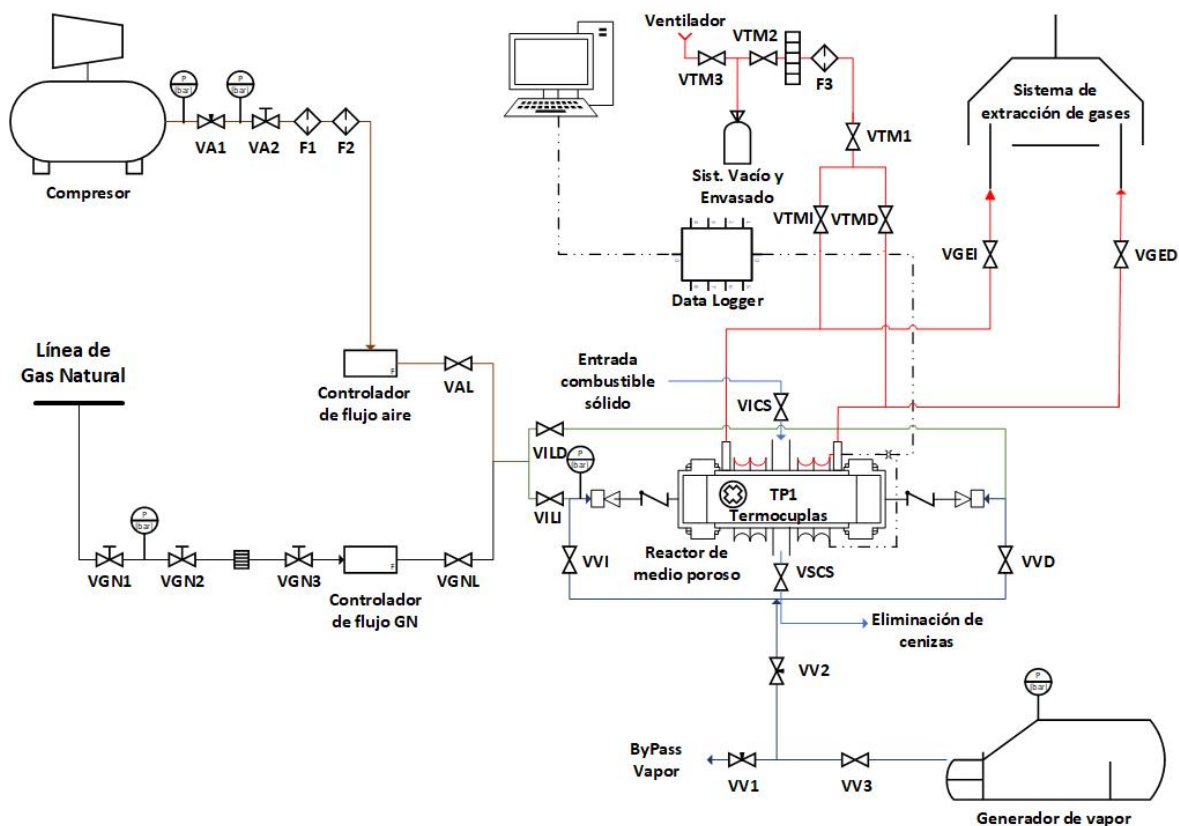 Ventilador
VTM2
VTM3
F3
P
(bar)
P
(bar)
VA1
VA2
F1
F2
Compresor
VTM1
Sist. Vacío y
Envasado
Sistema de
extracción de gases
VTMI
VTMD
VGEI
VGED
Data Logger
Línea de
Gas Natural
F
Controlador
de flujo aire
VAL
Entrada
combustible
sólido
VICS
VILD
P
(bar)
VILI
TP1
Termocuplas
P
(bar)
VGN1
VGN2
VGN3
F
Controlador
de flujo GN
VGNL
VVI
Reactor de
medio poroso
VSCS
VVD
Eliminación de
cenizas
VV2
P
(bar)
ByPass
Vapor
VV1
VV3
Generador de vapor